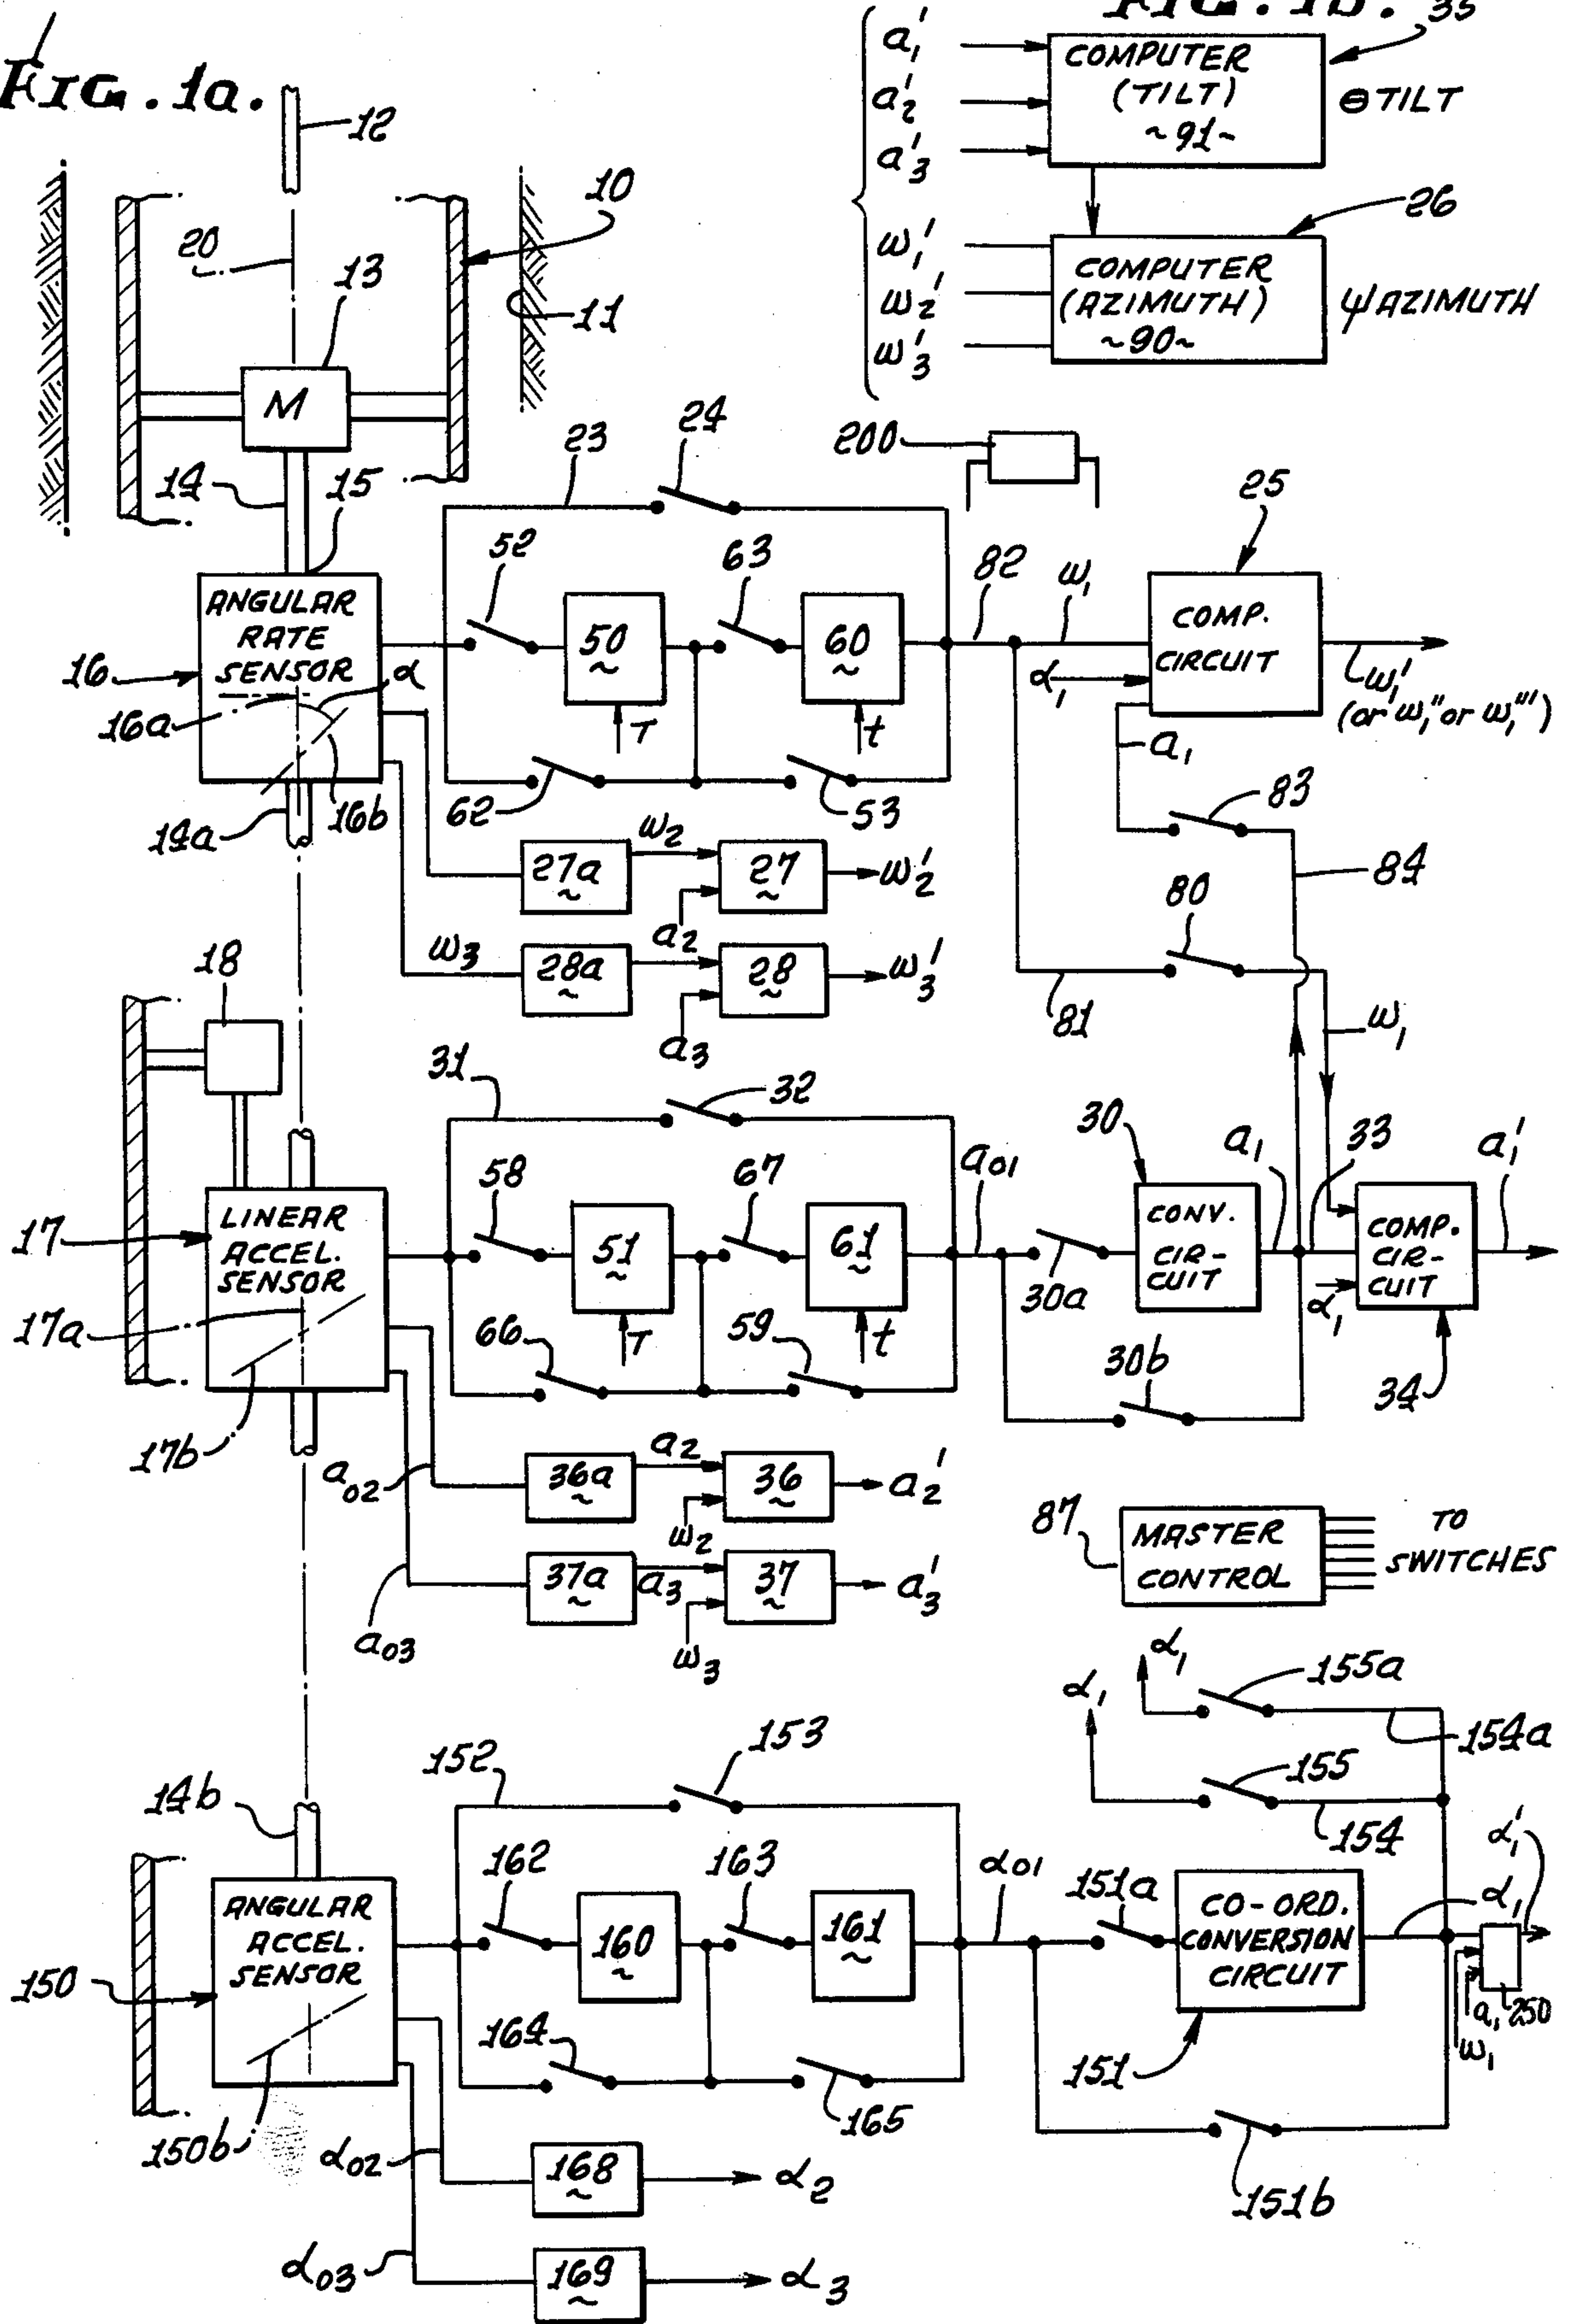 FIG. 1a.
12
10
20
13
11
M
14
15
ANGULAR
RATE
SENSOR
16
16a
α
16b
14a
23
24
52
50
63
60
T
t
62
53
82
ω1
α1
25
COMP.
CIRCUIT
ω1'
(or ω1'' or ω1''')
a1
83
84
80
81
ω1
27a
ω2
27
ω2'
a2
ω3
28a
28
ω3'
a3
a1'
a2'
a3'
ω1'
ω2'
ω3'
COMPUTER
(TILT)
~91~
θ TILT
26
COMPUTER
(AZIMUTH)
~90~
ψ AZIMUTH
200
18
17
LINEAR
ACCEL.
SENSOR
17a
17b
31
32
58
51
67
61
T
t
66
59
a01
30a
30
CONV.
CIR-
CUIT
a1
33
COMP.
CIR-
CUIT
a1'
α1
30b
34
a02
36a
a2
36
a2'
ω2
a03
37a
a3
37
a3'
ω3
87
MASTER
CONTROL
TO
SWITCHES
α1
α1
155a
154a
155
154
14b
150
ANGULAR
ACCEL.
SENSOR
150b
152
153
162
160
163
161
164
165
α01
151a
CO-ORD.
CONVERSION
CIRCUIT
151
151b
α1
α1'
a1
250
ω1
α02
168
α2
α03
169
α3